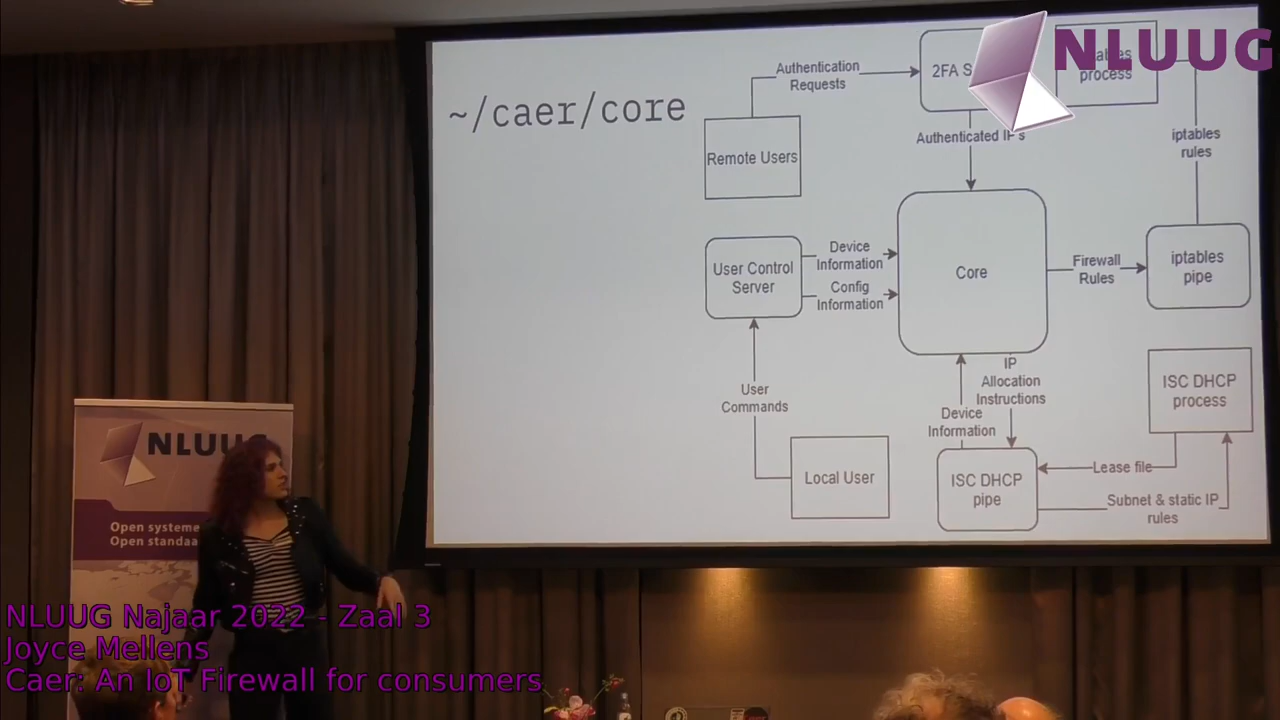 NLUUG
~/caer/core
Authentication
Requests
2FA S
process
Remote Users
Authenticated IP's
iptables
rules
User Control
Server
Device
Information
Config
Information
Core
Firewall
Rules
iptables
pipe
User
Commands
IP
Allocation
Instructions
Device
Information
ISC DHCP
process
Local User
ISC DHCP
pipe
Lease file
Subnet & static IP
rules
NLUUG
Open systeme
Open standaa
NLUUG Najaar 2022 - Zaal 3
Joyce Mellens
Caer: An IoT Firewall for consumers